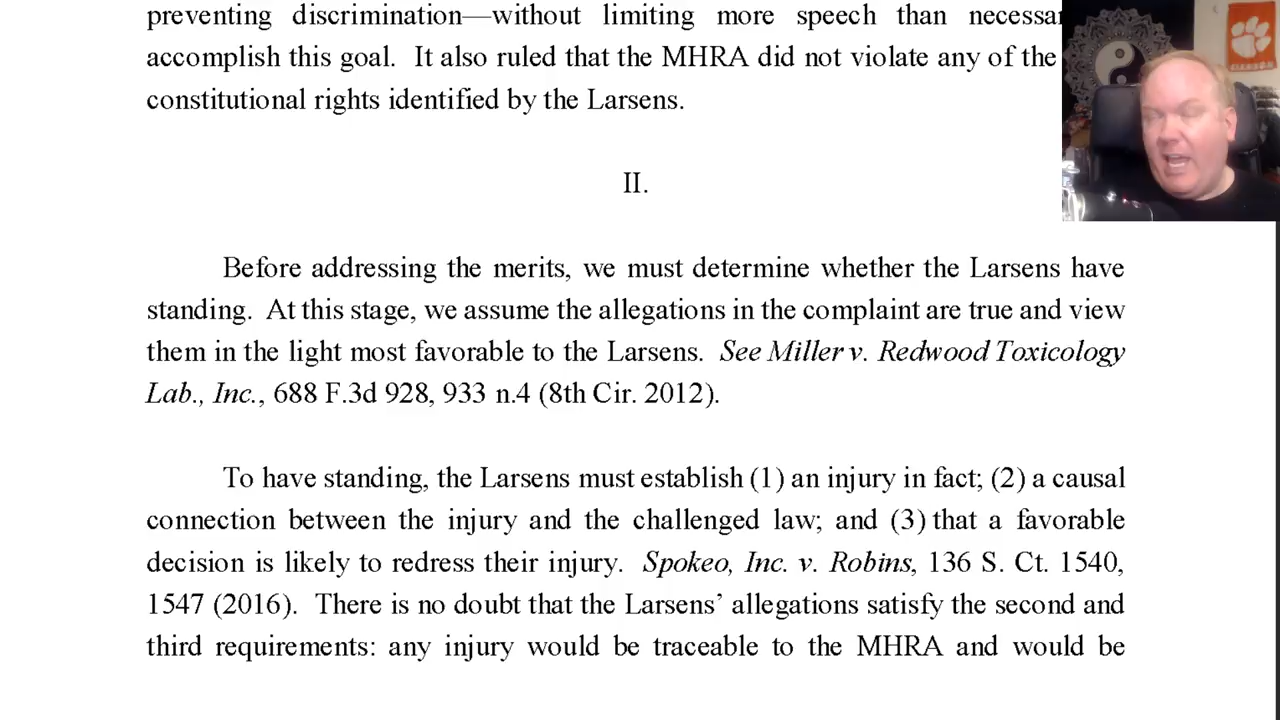 preventing discrimination—without limiting more speech than
accomplish this goal. It also ruled that the MHRA did not violate any of the
constitutional rights identified by the Larsens.
II.
Before addressing the merits, we must determine whether the Larsens have
standing. At this stage, we assume the allegations in the complaint are true and view
them in the light most favorable to the Larsens. See Miller v. Redwood Toxicology
Lab., Inc., 688 F.3d 928, 933 n.4 (8th Cir. 2012).
To have standing, the Larsens must establish (1) an injury in fact; (2) a causal
connection between the injury and the challenged law; and (3) that a favorable
decision is likely to redress their injury. Spokeo, Inc. v. Robins, 136 S. Ct. 1540,
1547 (2016). There is no doubt that the Larsens’ allegations satisfy the second and
third requirements: any injury would be traceable to the MHRA and would be